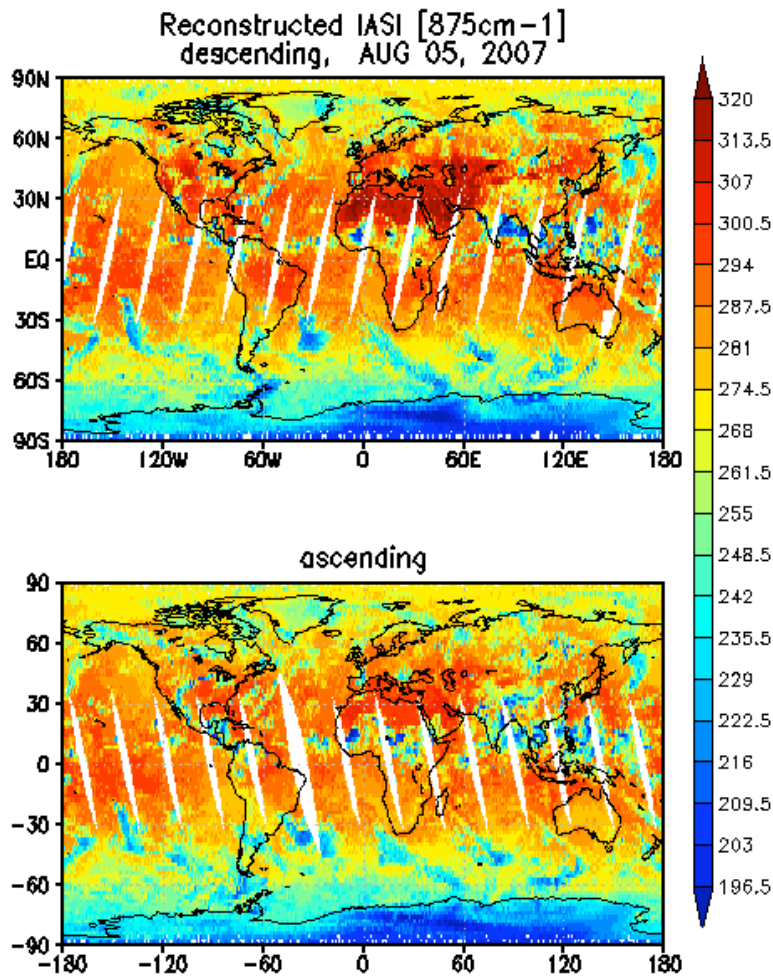 Reconstructed IASI [875cm-1]
descending,  AUG 05, 2007
90N
60N
30N
EQ
30S
60S
90S
180 120W 60W 0 60E 120E 180
ascending
90
60
30
0
-30
-60
-90
-180 -120 -60 0 60 120 180
320
313.5
307
300.5
294
287.5
281
274.5
268
261.5
255
248.5
242
235.5
229
222.5
216
209.5
203
196.5